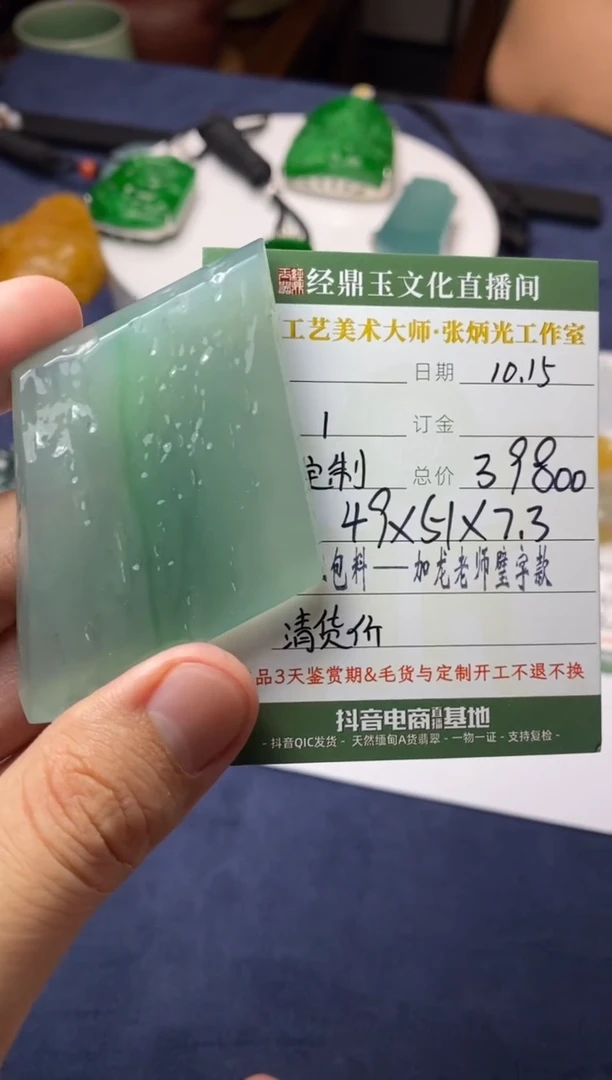 经鼎玉文化直播间
工艺美术大师·张炳光工作室
日期 10.15
1 订金
定制 总价 39800
49X51X7.3
包料——加龙老师壁字款
清货价
品3天鉴赏期&毛货与定制开工不退不换
抖音电商直播基地
- 抖音QIC发货 - 天然缅甸A货翡翠 - 一物一证 - 支持复检 -